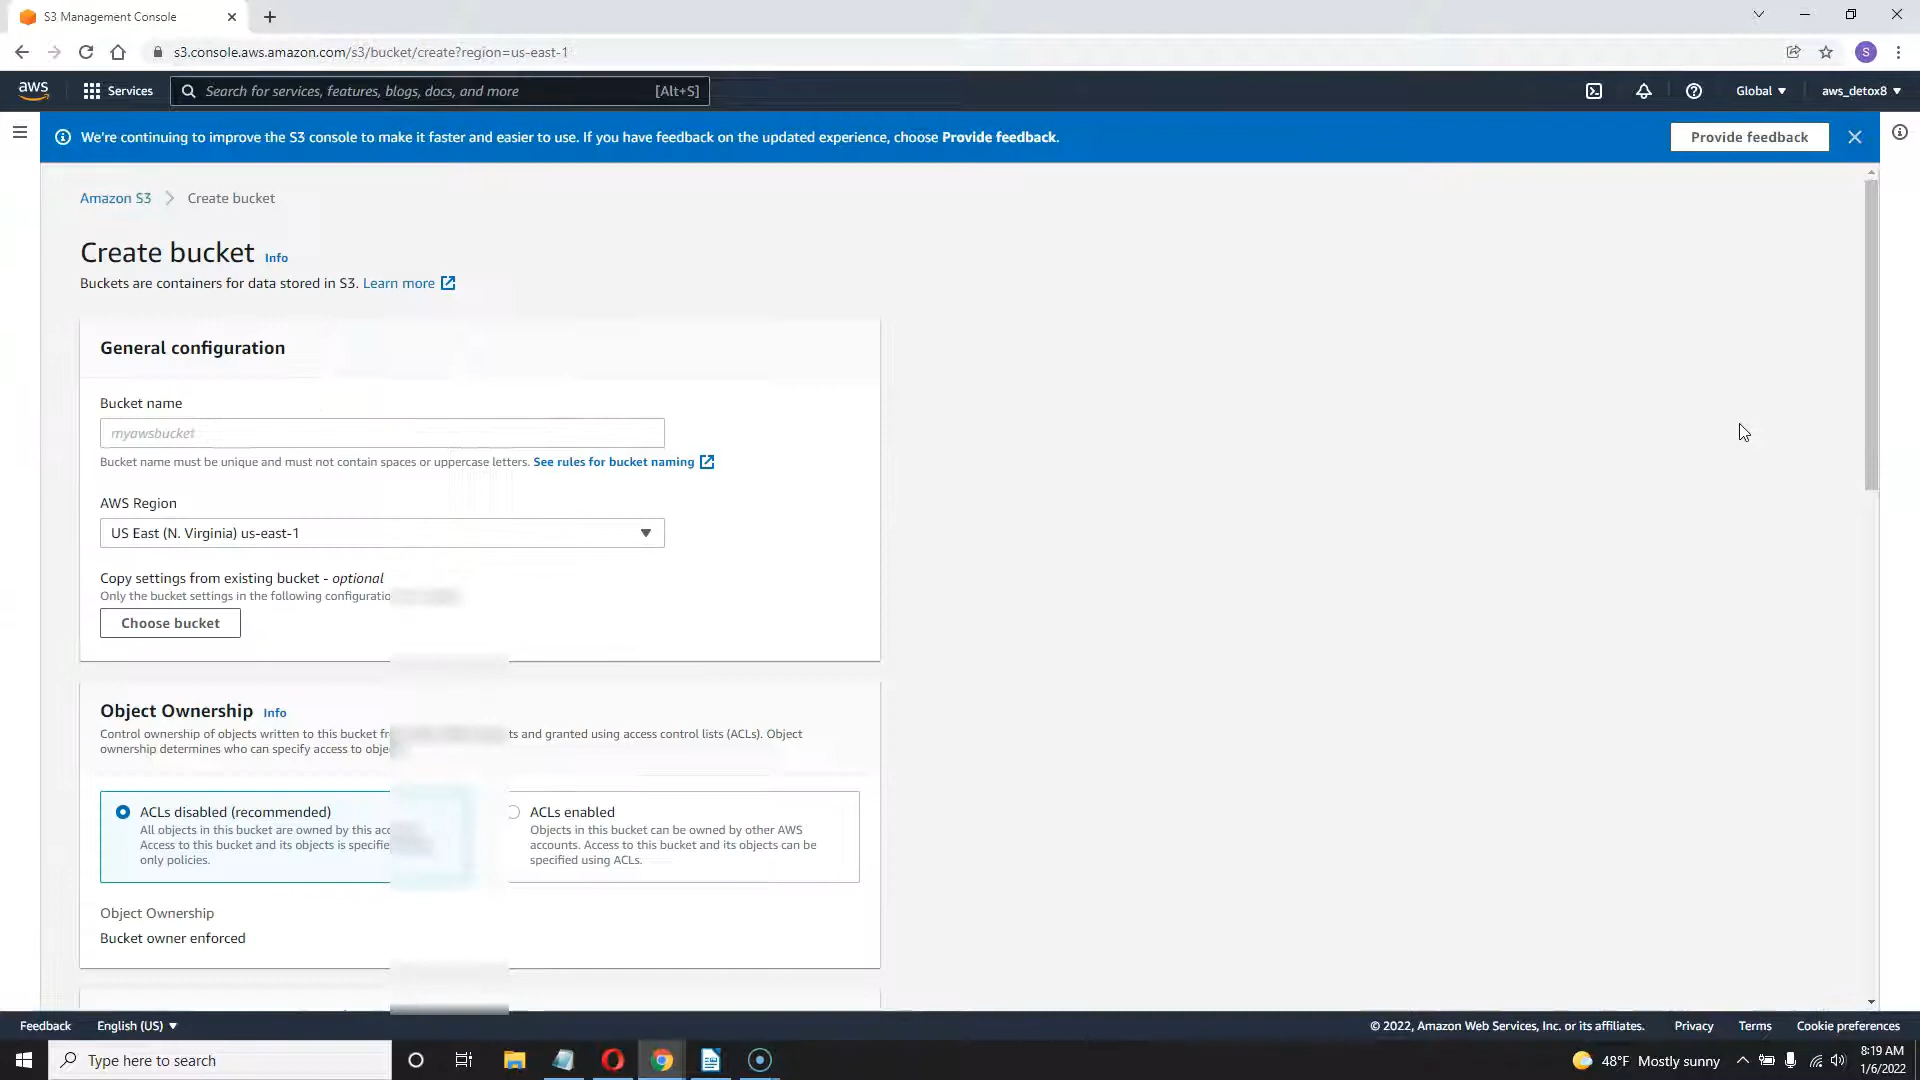 S3 Management Console
s3.console.aws.amazon.com/s3/bucket/create?region=us-east-1
S
aws
Services
Search for services, features, blogs, docs, and more
[Alt+S]
Global
aws_detox8
We're continuing to improve the S3 console to make it faster and easier to use. If you have feedback on the updated experience, choose Provide feedback.
Provide feedback
Amazon S3
Create bucket
Create bucket Info
Buckets are containers for data stored in S3. Learn more
General configuration
Bucket name
myawsbucket
Bucket name must be unique and must not contain spaces or uppercase letters. See rules for bucket naming
AWS Region
US East (N. Virginia) us-east-1
Copy settings from existing bucket - optional
Only the bucket settings in the following configuratio
Choose bucket
Object Ownership Info
Control ownership of objects written to this bucket fr ts and granted using access control lists (ACLs). Object
ownership determines who can specify access to obje
ACLs disabled (recommended)
All objects in this bucket are owned by this acc
Access to this bucket and its objects is specifie
only policies.
ACLs enabled
Objects in this bucket can be owned by other AWS
accounts. Access to this bucket and its objects can be
specified using ACLs.
Object Ownership
Bucket owner enforced
Feedback
English (US)
© 2022, Amazon Web Services, Inc. or its affiliates.
Privacy
Terms
Cookie preferences
Type here to search
48°F Mostly sunny
8:19 AM
1/6/2022